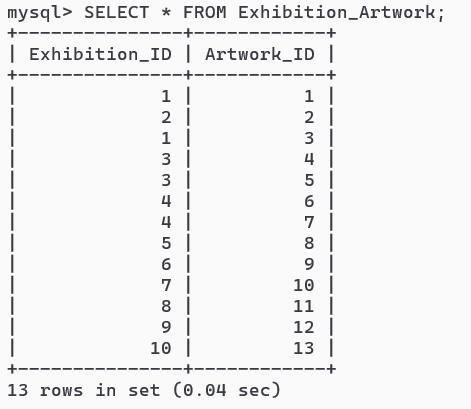 mysql> SELECT * FROM Exhibition_Artwork;
+---------------+------------+
| Exhibition_ID | Artwork_ID |
+---------------+------------+
|             1 |          1 |
|             2 |          2 |
|             1 |          3 |
|             3 |          4 |
|             3 |          5 |
|             4 |          6 |
|             4 |          7 |
|             5 |          8 |
|             6 |          9 |
|             7 |         10 |
|             8 |         11 |
|             9 |         12 |
|            10 |         13 |
+---------------+------------+
13 rows in set (0.04 sec)